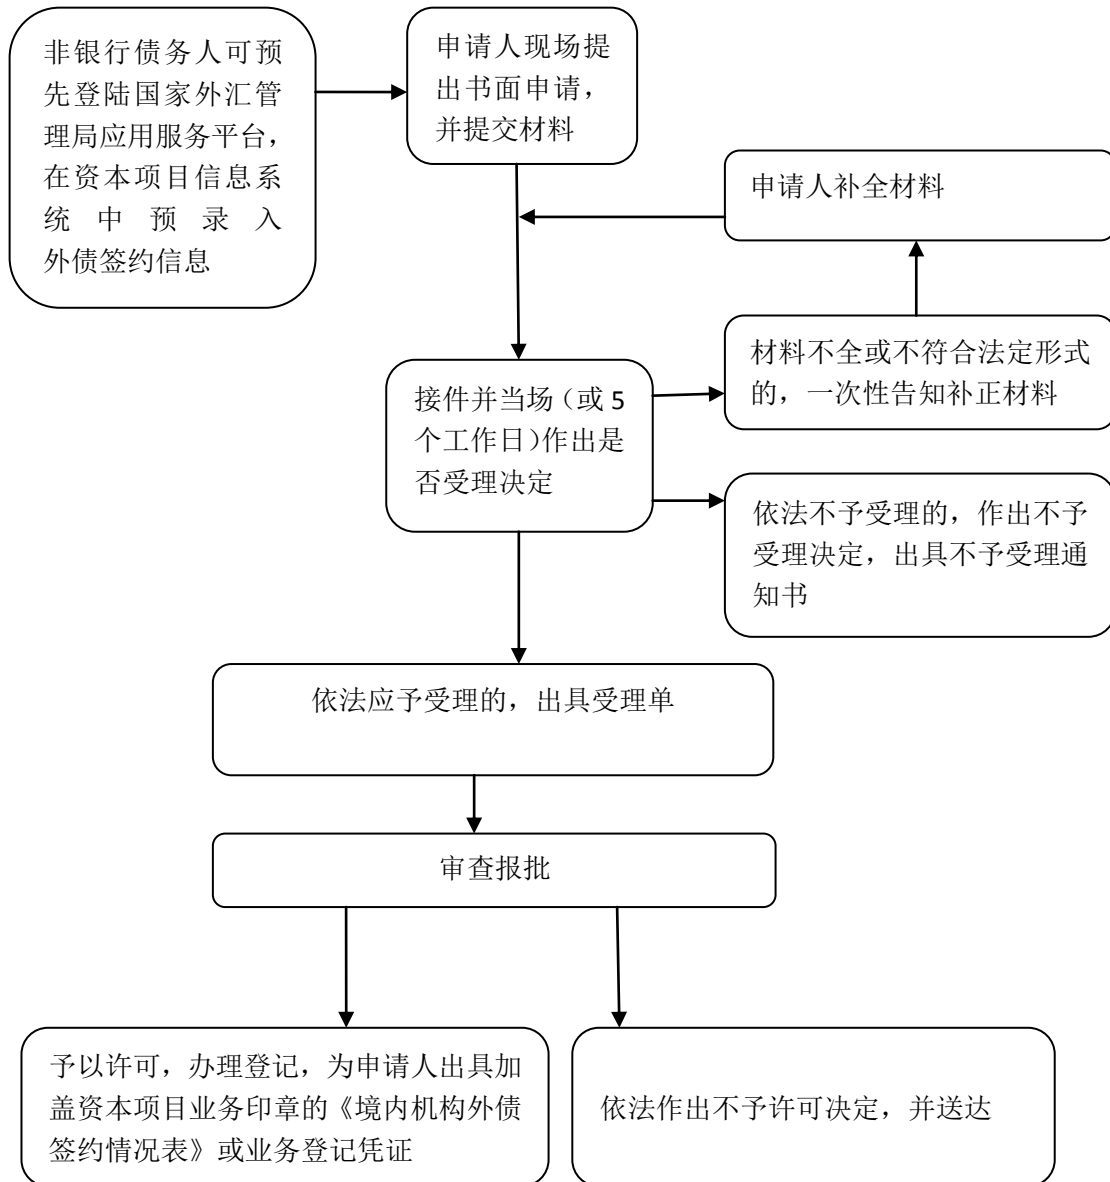 非银行债务人可预
先登陆国家外汇管
理局应用服务平台，
在资本项目信息系
统中预录入
外债签约信息
申请人现场提
出书面申请，
并提交材料
申请人补全材料
材料不全或不符合法定形式
的，一次性告知补正材料
接件并当场（或 5
个工作日）作出是
否受理决定
依法不予受理的，作出不予
受理决定，出具不予受理通
知书
依法应予受理的，出具受理单
审查报批
予以许可，办理登记，为申请人出具加
盖资本项目业务印章的《境内机构外债
签约情况表》或业务登记凭证
依法作出不予许可决定，并送达